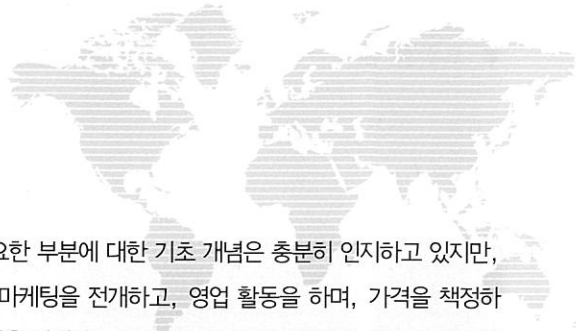 요한 부분에 대한 기초 개념은 충분히 인지하고 있지만,
마케팅을 전개하고, 영업 활동을 하며, 가격을 책정하